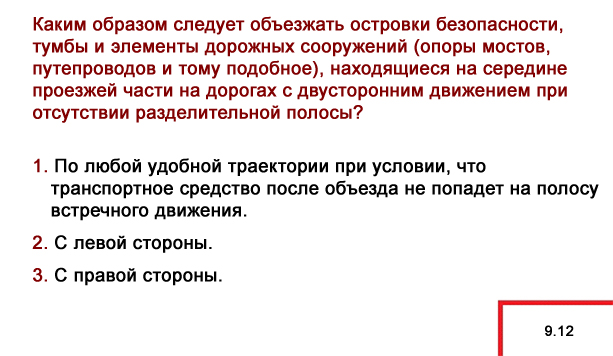 Каким образом следует объезжать островки безопасности,
тумбы и элементы дорожных сооружений (опоры мостов,
путепроводов и тому подобное), находящиеся на середине
проезжей части на дорогах с двусторонним движением при
отсутствии разделительной полосы?
1. По любой удобной траектории при условии, что
транспортное средство после объезда не попадет на полосу
встречного движения.
2. С левой стороны.
3. С правой стороны.
9.12